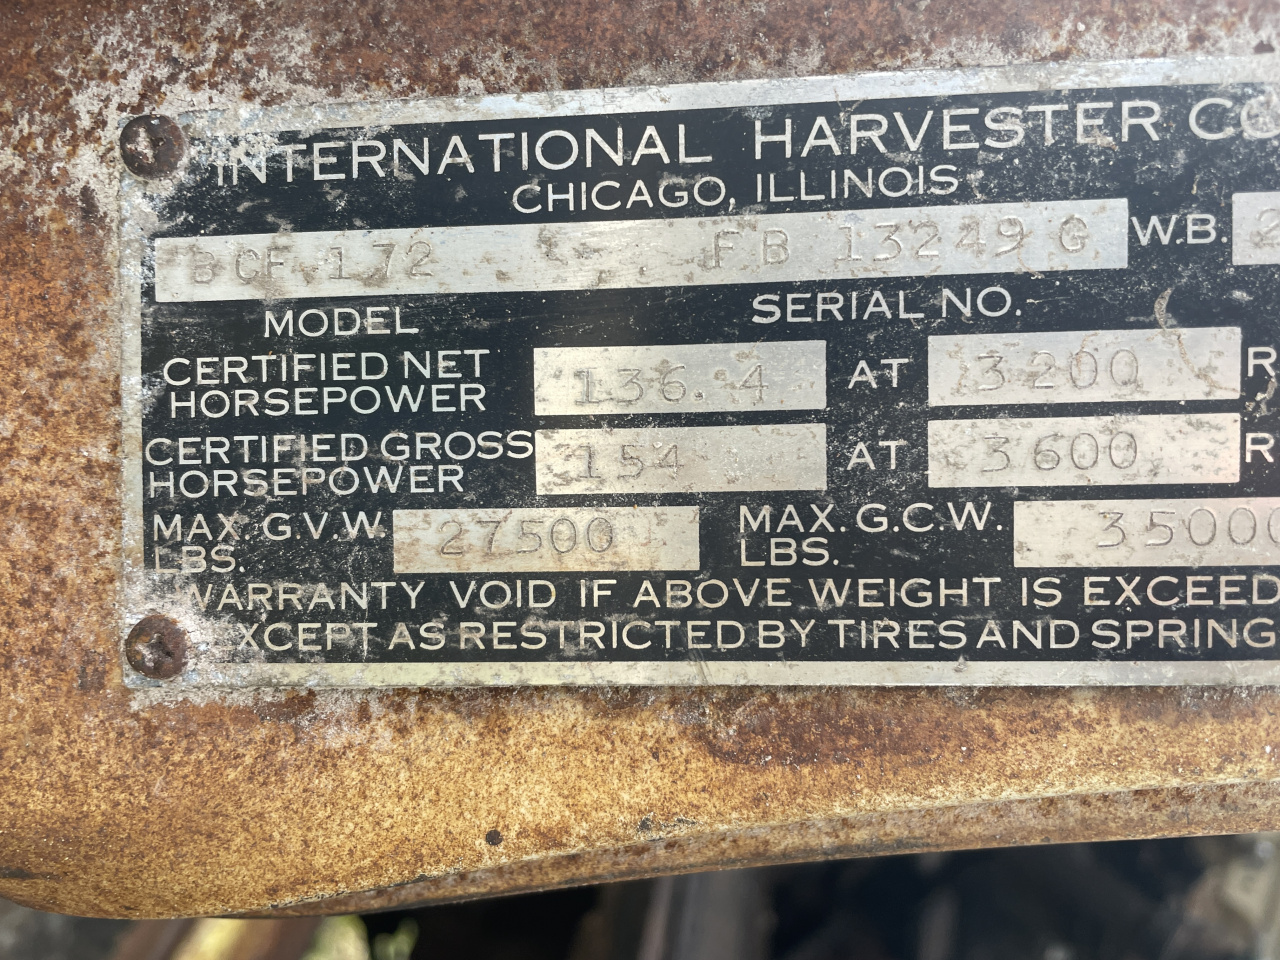 INTERNATIONAL HARVESTER CO
CHICAGO, ILLINOIS
BCF 172 FB 13249 G W.B. 2
MODEL SERIAL NO.
CERTIFIED NET HORSEPOWER 136.4 AT 3200 R
CERTIFIED GROSS HORSEPOWER 154 AT 3600 R
MAX. G.V.W. LBS. 27500 MAX. G.C.W. LBS. 35000
WARRANTY VOID IF ABOVE WEIGHT IS EXCEED
EXCEPT AS RESTRICTED BY TIRES AND SPRING